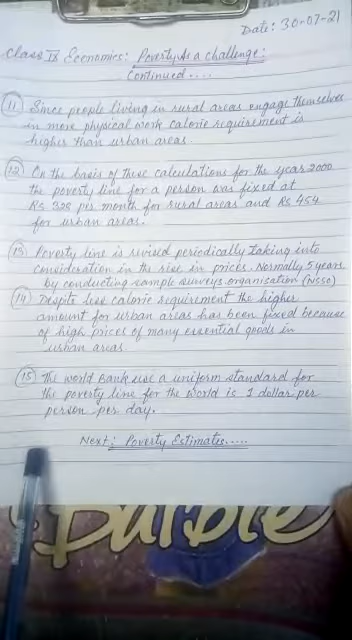 Date: 30-07-21
Class IX Economics: Poverty As a challenge:
Continued....
(11) Since people living in rural areas engage themselves
in more physical work calorie requirement is
higher than urban areas.
(12) On the basis of these calculations for the year 2000
the poverty line for a person was fixed at
Rs 328 per month for rural areas and Rs 454
for urban areas.
(13) Poverty line is revised periodically taking into
consideration in the rise in prices. Normally 5 years
by conducting sample surveys organisation (NSSO)
(14) Despite less calorie requirement the higher
amount for urban areas has been fixed because
of high prices of many essential goods in
urban areas.
(15) The world Bank use a uniform standard for
the poverty line for the world is 1 dollar per
person per day.
Next: Poverty Estimates.....
Barbie